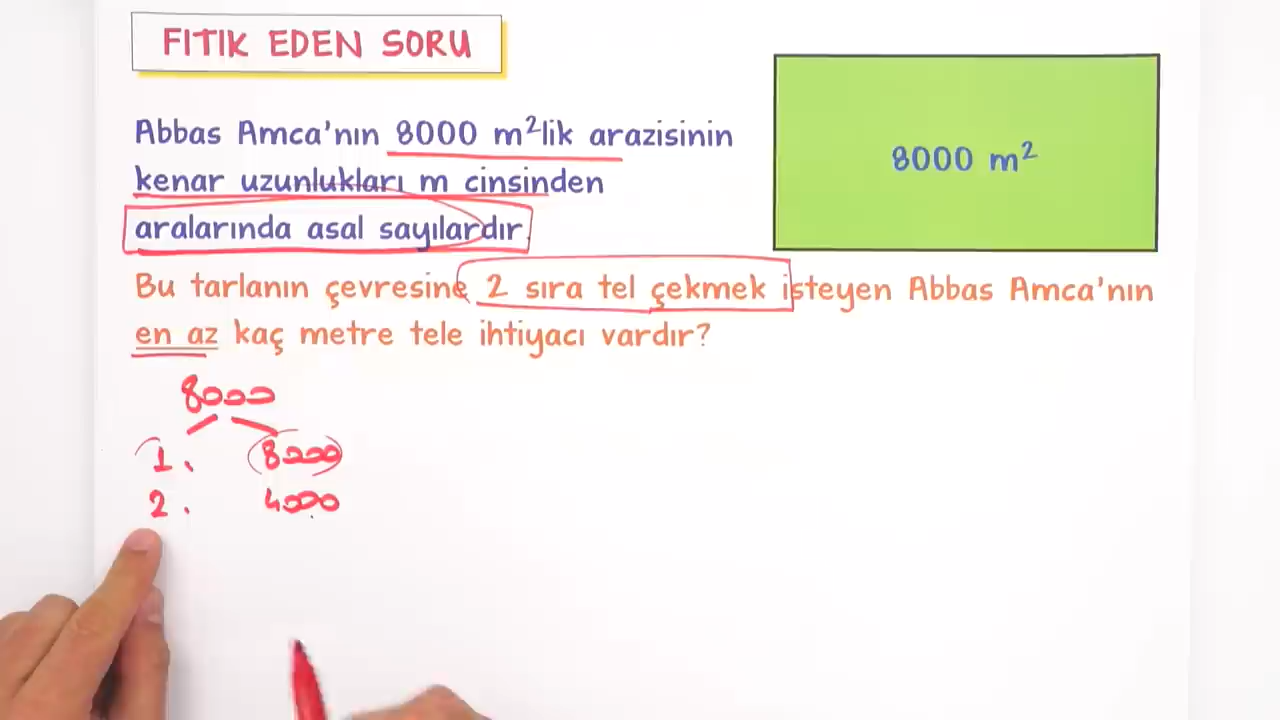 FITIK EDEN SORU
Abbas Amca'nın 8000 m²lik arazisinin
kenar uzunlukları m cinsinden
aralarında asal sayılardır.
8000 m²
Bu tarlanın çevresine 2 sıra tel çekmek isteyen Abbas Amca'nın
en az kaç metre tele ihtiyacı vardır?
8000
1 . 8000
2 . 4000